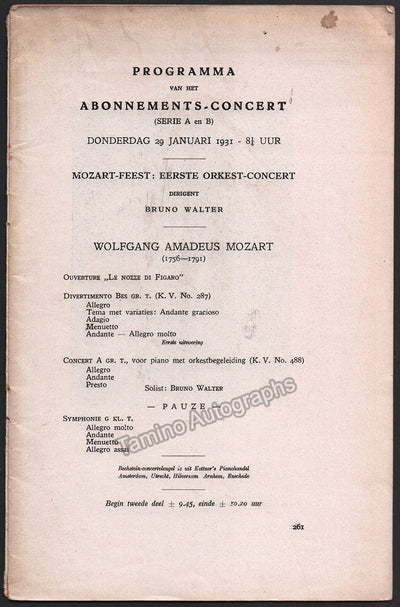 PROGRAMMA
VAN HET
ABONNEMENTS-CONCERT
(SERIE A en B)
DONDERDAG 29 JANUARI 1931 - 8¼ UUR
MOZART-FEEST: EERSTE ORKEST-CONCERT
DIRIGENT
BRUNO WALTER
WOLFGANG AMADEUS MOZART
(1756—1791)
OUVERTURE „LE NOZZE DI FIGARO”
DIVERTIMENTO BES GR. T. (K. V. No. 287)
Allegro
Tema met variaties: Andante gracioso
Adagio
Menuetto
Andante — Allegro molto
Eerste uitvoering
CONCERT A GR. T., voor piano met orkestbegeleiding (K. V. No. 488)
Allegro
Andante
Presto Solist: BRUNO WALTER
— PAUZE —
SYMPHONIE G KL. T.
Allegro molto
Andante
Menuetto
Allegro assai
Tamino Autographs
Bechstein-concertvleugel is uit Kettner's Pianohandel
Amsterdam, Utrecht, Hilversum Arnhem, Enschede
Begin tweede deel ± 9.45, einde ± 10.20 uur
261